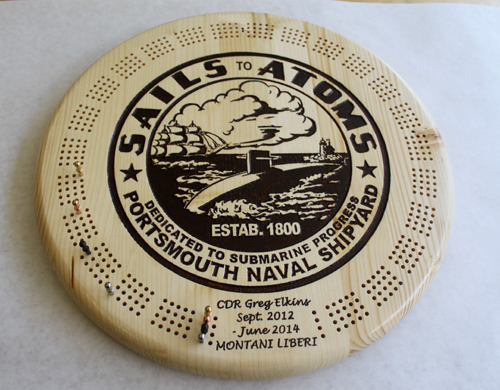 SAILS TO ATOMS
ESTAB. 1800
DEDICATED TO SUBMARINE PROGRESS
PORTSMOUTH NAVAL SHIPYARD
CDR Greg Elkins
Sept. 2012
- June 2014
MONTANI LIBERI